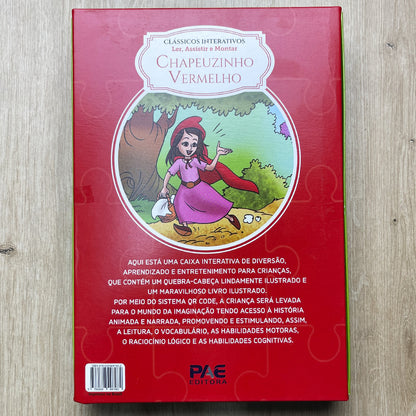 CLÁSSICOS INTERATIVOS
Ler, Assistir e Montar
CHAPEUZINHO
VERMELHO
AQUI ESTÁ UMA CAIXA INTERATIVA DE DIVERSÃO,
APRENDIZADO E ENTRETENIMENTO PARA CRIANÇAS,
QUE CONTÉM UM QUEBRA-CABEÇA LINDAMENTE ILUSTRADO E
UM MARAVILHOSO LIVRO ILUSTRADO.
POR MEIO DO SISTEMA QR CODE, A CRIANÇA SERÁ LEVADA
PARA O MUNDO DA IMAGINAÇÃO TENDO ACESSO À HISTÓRIA
ANIMADA E NARRADA, PROMOVENDO E ESTIMULANDO, ASSIM,
A LEITURA, O VOCABULÁRIO, AS HABILIDADES MOTORAS,
O RACIOCÍNIO LÓGICO E AS HABILIDADES COGNITIVAS.
PAE
EDITORA